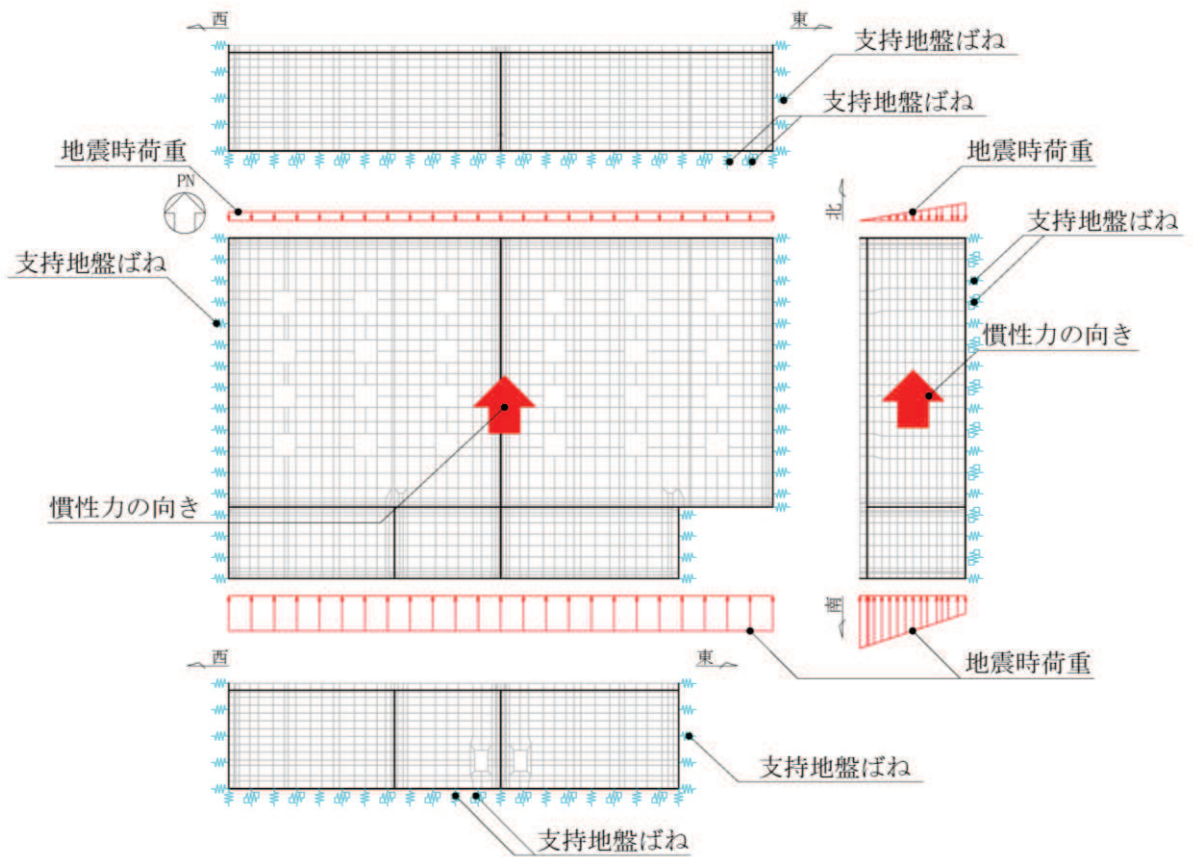 西
東
支持地盤ばね
支持地盤ばね
地震時荷重
地震時荷重
PN
北
支持地盤ばね
支持地盤ばね
慣性力の向き
慣性力の向き
南
地震時荷重
西
東
支持地盤ばね
支持地盤ばね